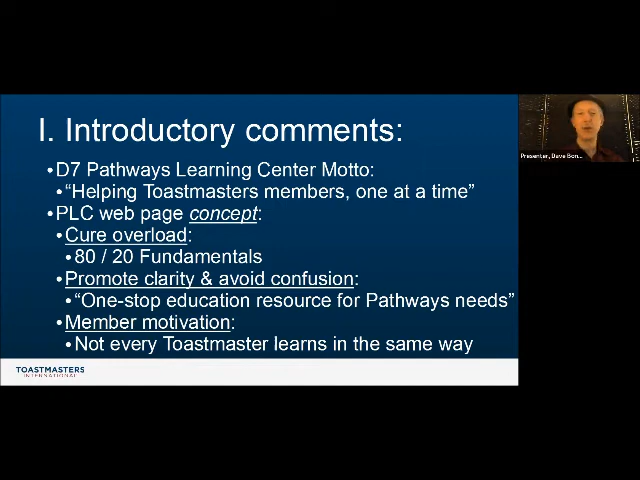 I. Introductory comments:
•D7 Pathways Learning Center Motto:
•“Helping Toastmasters members, one at a time”
•PLC web page concept:
•Cure overload:
•80 / 20 Fundamentals
•Promote clarity & avoid confusion:
•“One-stop education resource for Pathways needs”
•Member motivation:
•Not every Toastmaster learns in the same way
TOASTMASTERS
INTERNATIONAL
Presenter, Dave Bon...